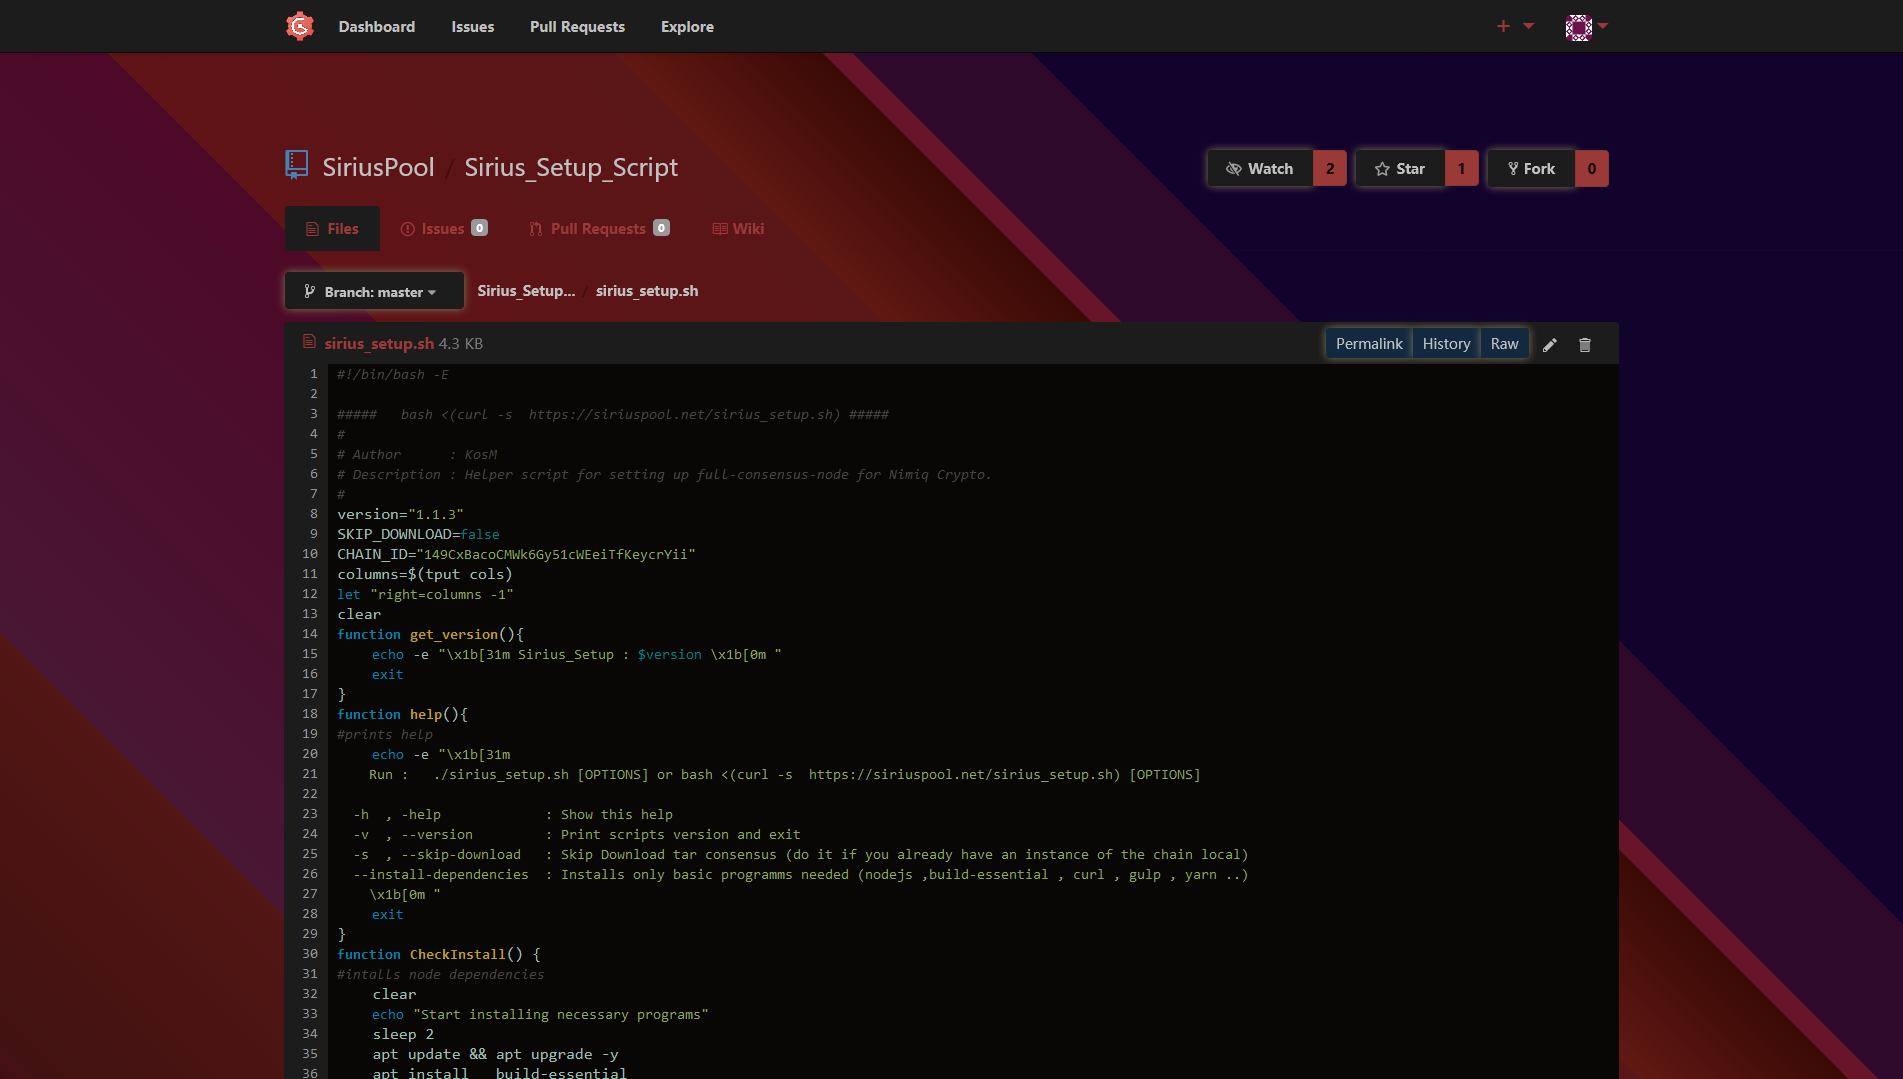 Dashboard Issues Pull Requests Explore
SiriusPool / Sirius_Setup_Script
Watch 2 Star 1 Fork 0
Files Issues 0 Pull Requests 0 Wiki
Branch: master Sirius_Setup... / sirius_setup.sh
sirius_setup.sh 4.3 KB Permalink History Raw
1 #!/bin/bash -E
2
3 ##### bash <(curl -s https://siriuspool.net/sirius_setup.sh) #####
4 #
5 # Author : KosM
6 # Description : Helper script for setting up full-consensus-node for Nimiq Crypto.
7 #
8 version="1.1.3"
9 SKIP_DOWNLOAD=false
10 CHAIN_ID="149CxBacoCMWk6Gy51cWEeiTfKeycrYii"
11 columns=$(tput cols)
12 let "right=columns -1"
13 clear
14 function get_version(){
15 echo -e "\x1b[31m Sirius_Setup : $version \x1b[0m "
16 exit
17 }
18 function help(){
19 #prints help
20 echo -e "\x1b[31m
21 Run : ./sirius_setup.sh [OPTIONS] or bash <(curl -s https://siriuspool.net/sirius_setup.sh) [OPTIONS]
22
23 -h , -help : Show this help
24 -v , --version : Print scripts version and exit
25 -s , --skip-download : Skip Download tar consensus (do it if you already have an instance of the chain local)
26 --install-dependencies : Installs only basic programms needed (nodejs ,build-essential , curl , gulp , yarn ..)
27 \x1b[0m "
28 exit
29 }
30 function CheckInstall() {
31 #intalls node dependencies
32 clear
33 echo "Start installing necessary programs"
34 sleep 2
35 apt update && apt upgrade -y
36 apt install build-essential